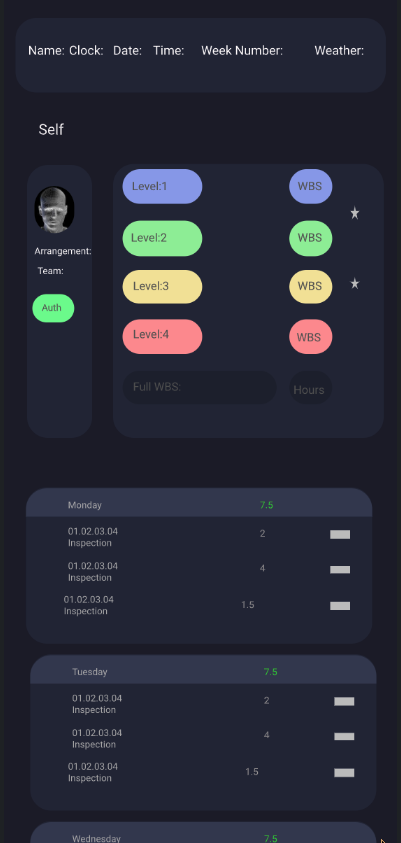 Name: Clock: Date: Time: Week Number: Weather:
Self
Arrangement:
Team:
Auth
Level:1 WBS
Level:2 WBS
Level:3 WBS
Level:4 WBS
Full WBS: Hours
Monday 7.5
01.02.03.04
Inspection 2
01.02.03.04
Inspection 4
01.02.03.04
Inspection 1.5
Tuesday 7.5
01.02.03.04
Inspection 2
01.02.03.04
Inspection 4
01.02.03.04
Inspection 1.5
Wednesday 7.5